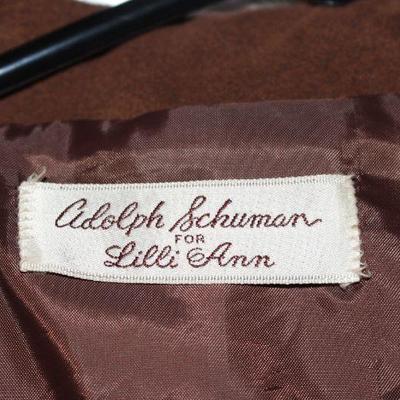 Adolph Schuman
FOR
Lilli Ann